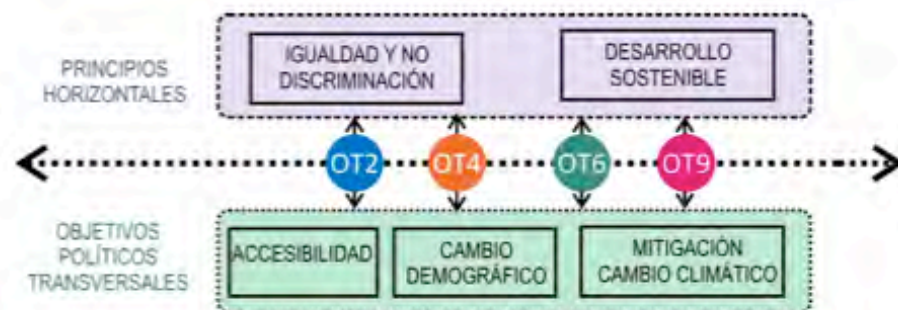 PRINCIPIOS
HORIZONTALES
IGUALDAD Y NO
DISCRIMINACIÓN
DESARROLLO
SOSTENIBLE
OT2
OT4
OT6
OT9
OBJETIVOS
POLÍTICOS
TRANSVERSALES
ACCESIBILIDAD
CAMBIO
DEMOGRÁFICO
MITIGACIÓN
CAMBIO CLIMÁTICO